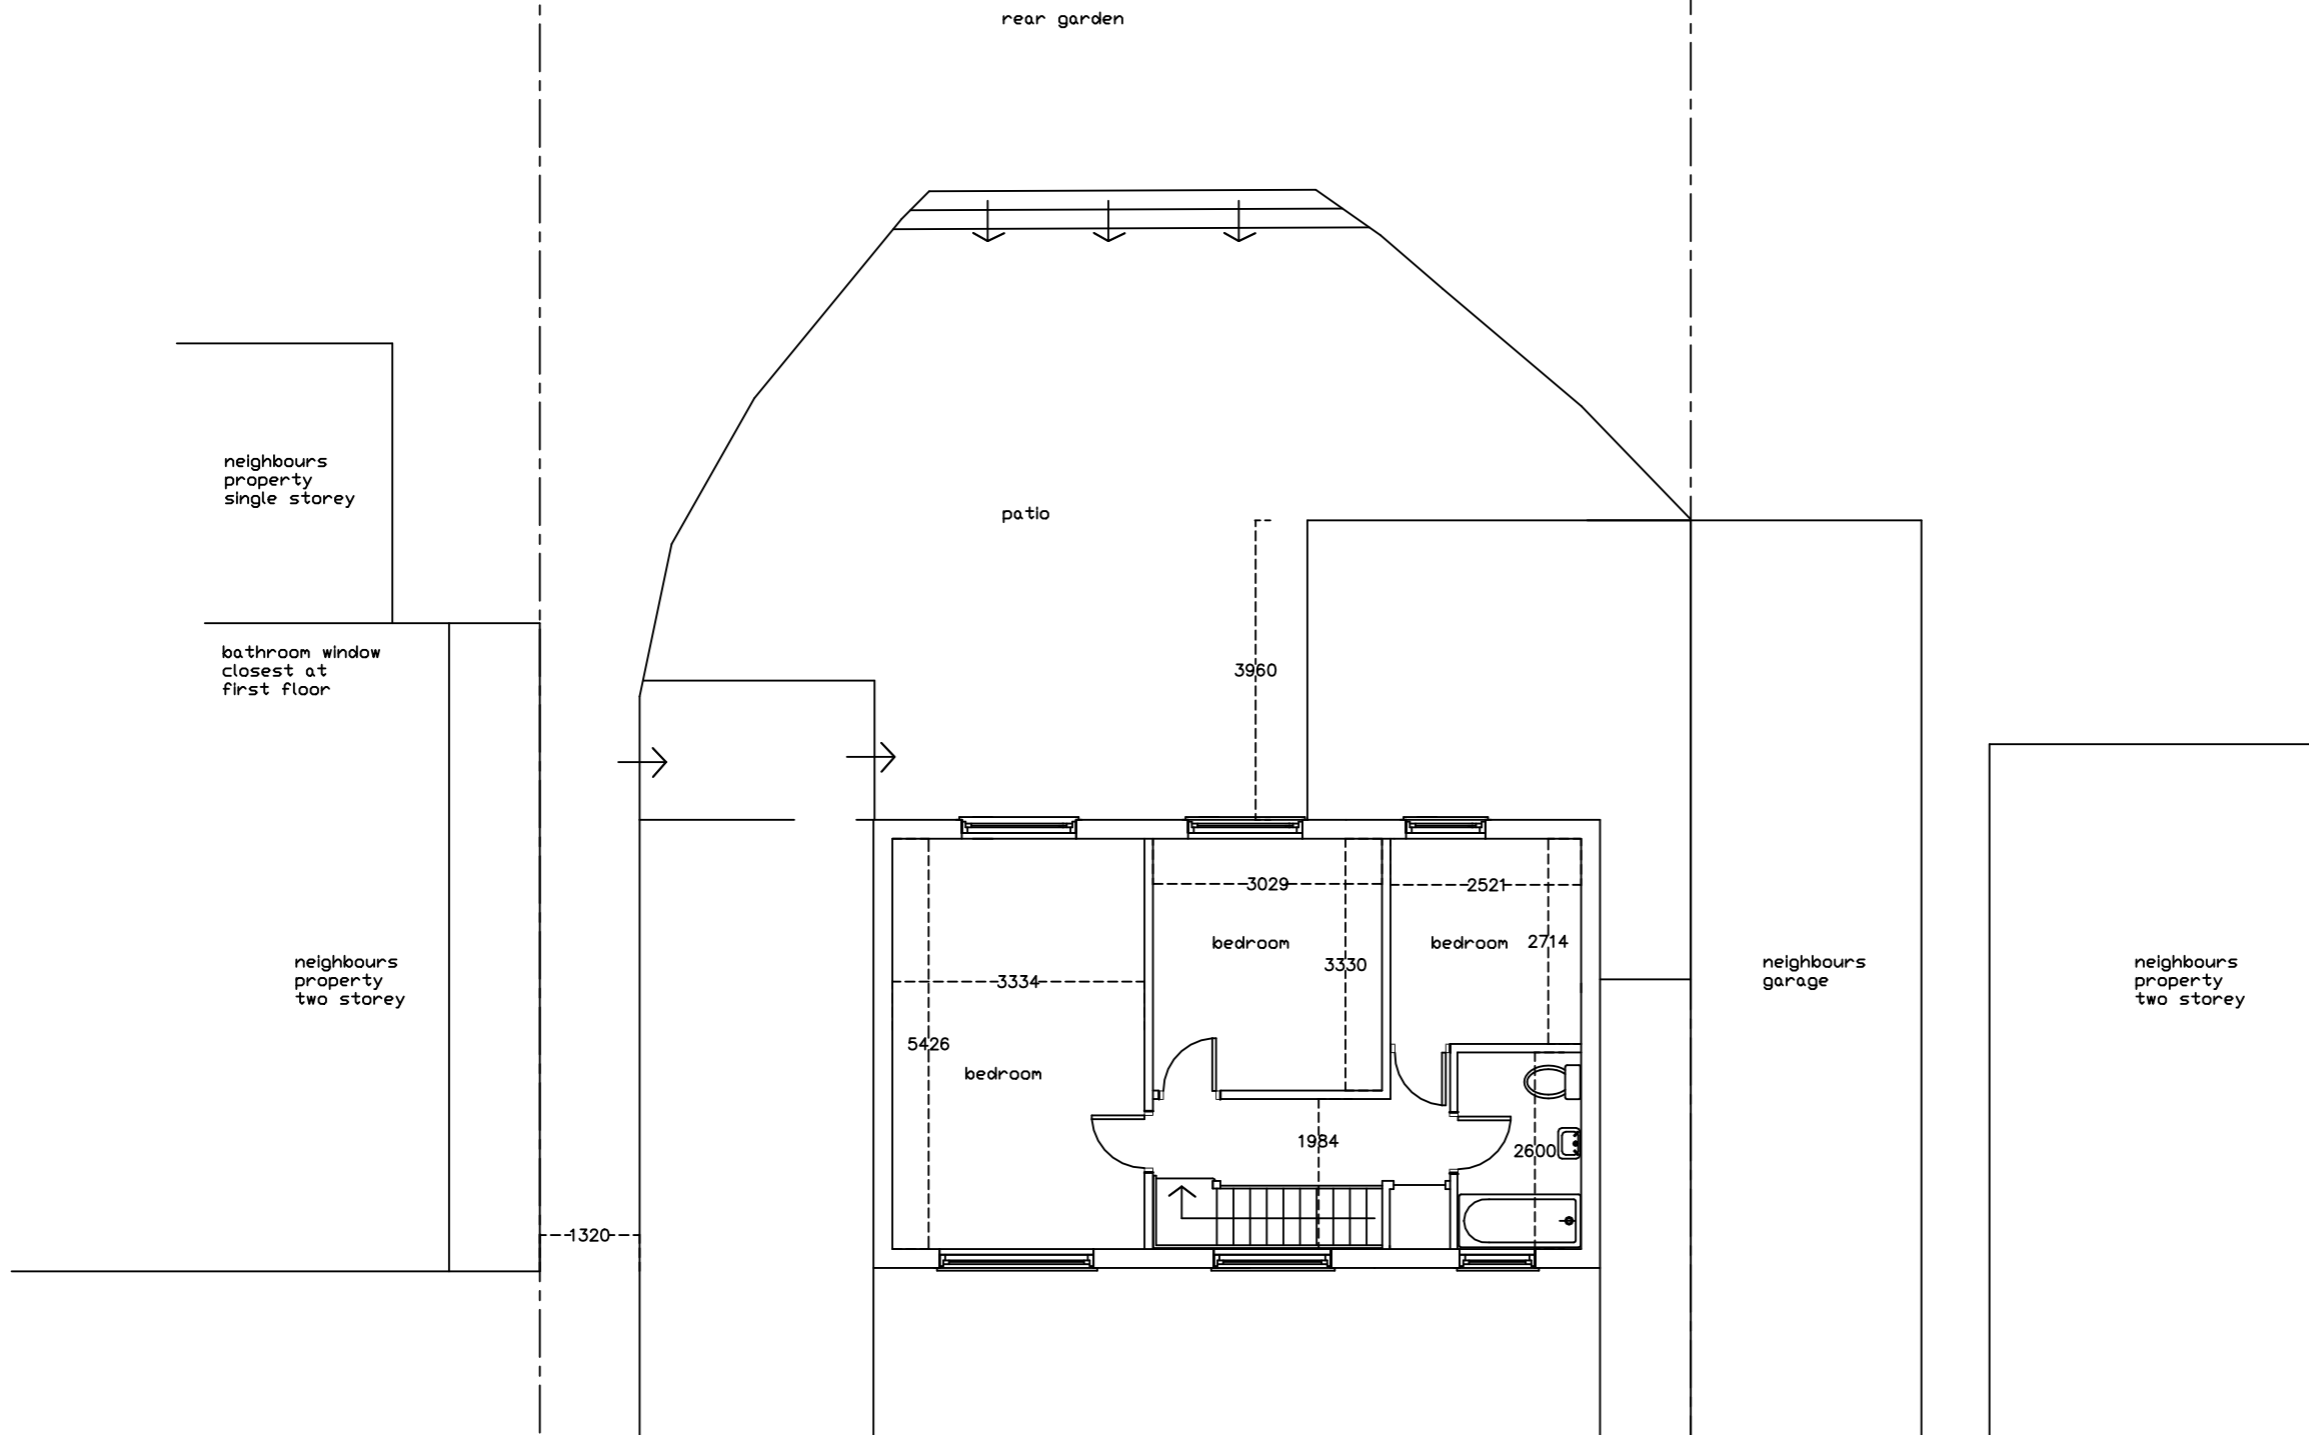 rear garden
neighbours
property
single storey
patio
bathroom window
closest at
first floor
3960
3029
2521
bedroom
bedroom
2714
3330
neighbours
property
two storey
3334
neighbours
garage
neighbours
property
two storey
5426
bedroom
1984
2600
1320